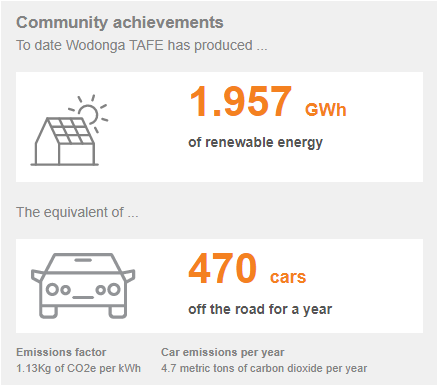 Community achievements
To date Wodonga TAFE has produced ...
1.957 GWh
of renewable energy
The equivalent of ...
470 cars
off the road for a year
Emissions factor
1.13Kg of CO2e per kWh
Car emissions per year
4.7 metric tons of carbon dioxide per year